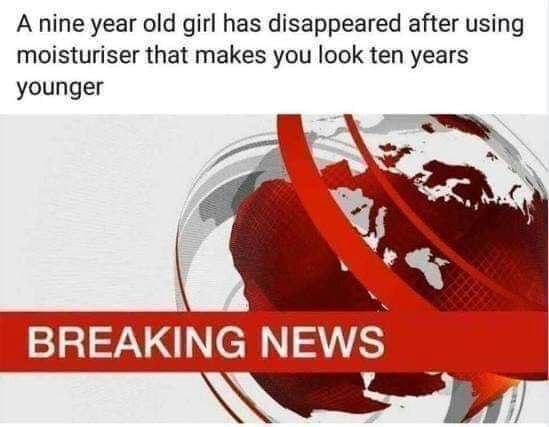 A nine year old girl has disappeared after using
moisturiser that makes you look ten years
younger
BREAKING NEWS